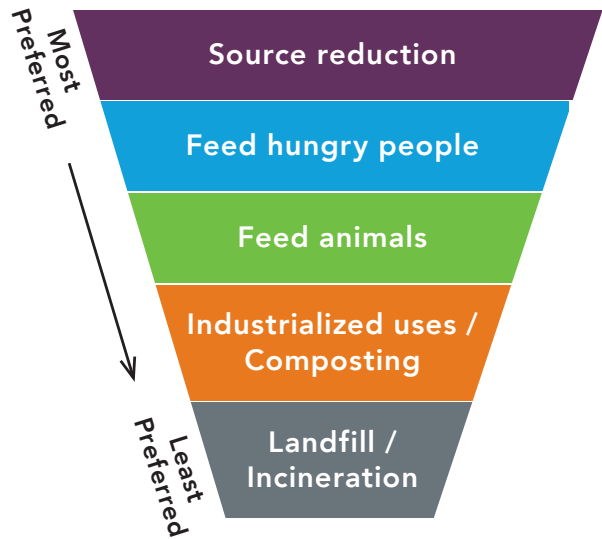 Most
Preferred
Source reduction
Feed hungry people
Feed animals
Industrialized uses /
Composting
Least
Preferred
Landfill /
Incineration